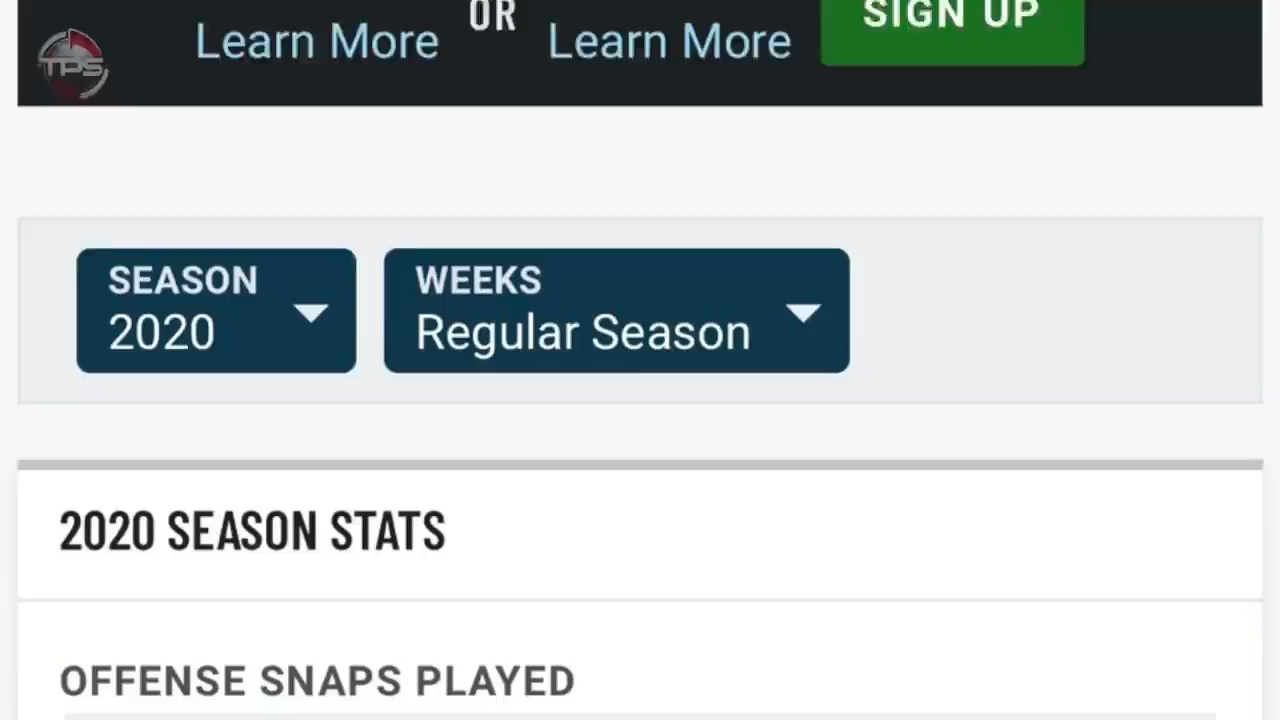 OR
SIGN UP
Learn More
Learn More
TPS
SEASON
2020
WEEKS
Regular Season
2020 SEASON STATS
OFFENSE SNAPS PLAYED